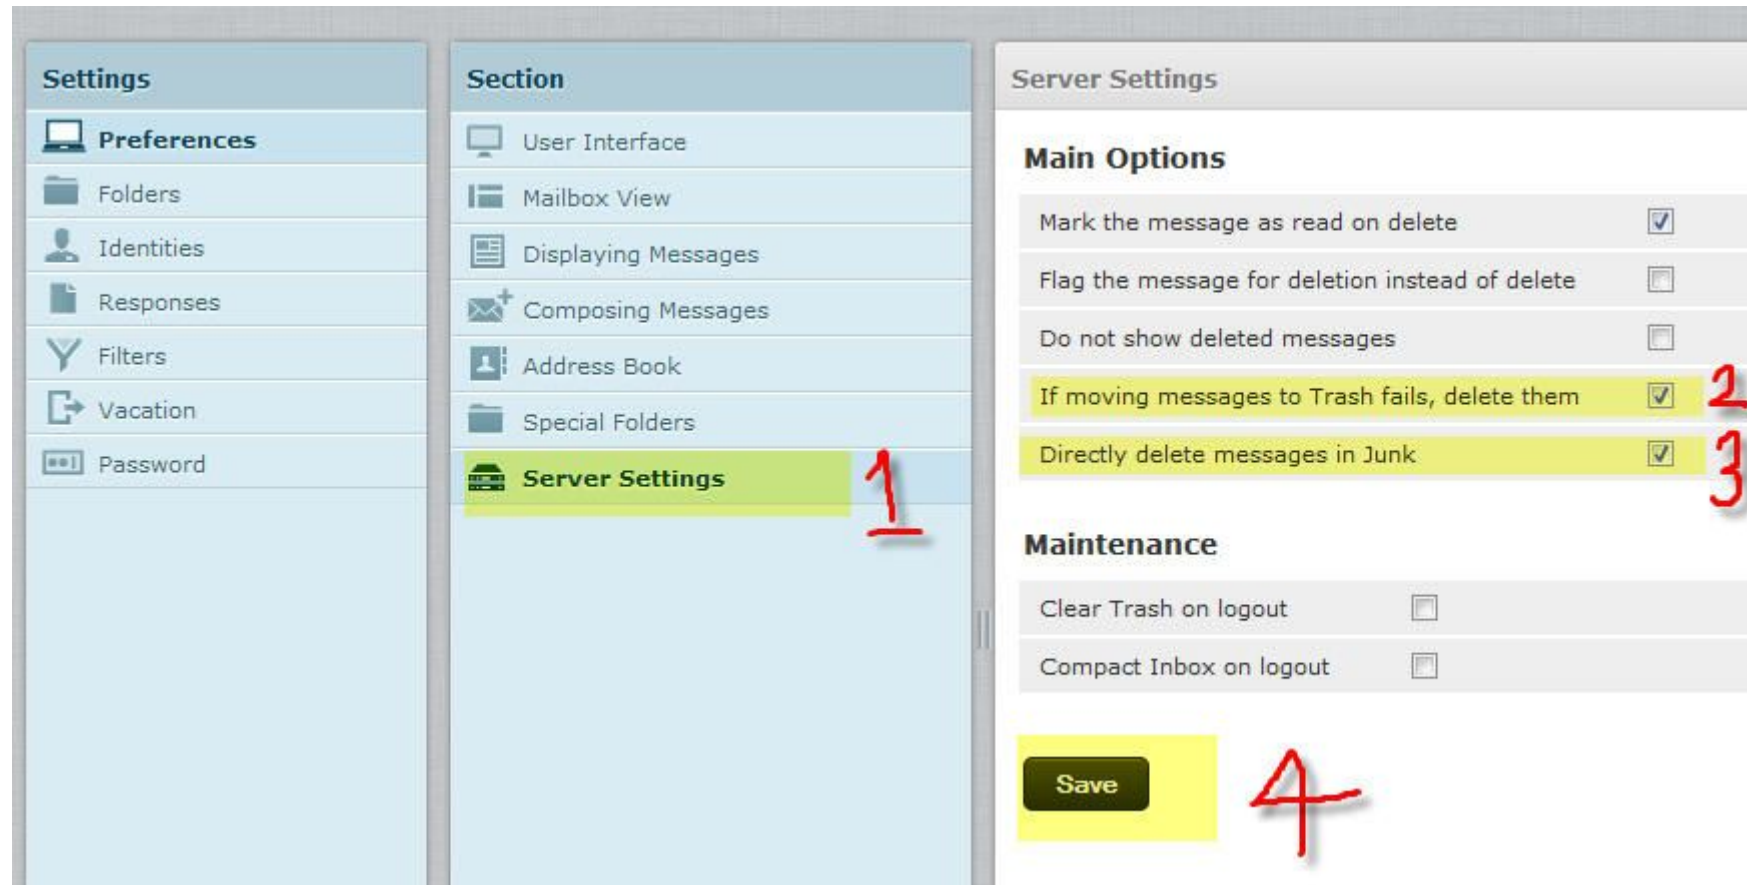 Settings
Preferences
Folders
Identities
Responses
Filters
Vacation
Password
Section
User Interface
Mailbox View
Displaying Messages
Composing Messages
Address Book
Special Folders
Server Settings 1
Server Settings
Main Options
Mark the message as read on delete
Flag the message for deletion instead of delete
Do not show deleted messages
If moving messages to Trash fails, delete them 2
Directly delete messages in Junk 3
Maintenance
Clear Trash on logout
Compact Inbox on logout
Save 4